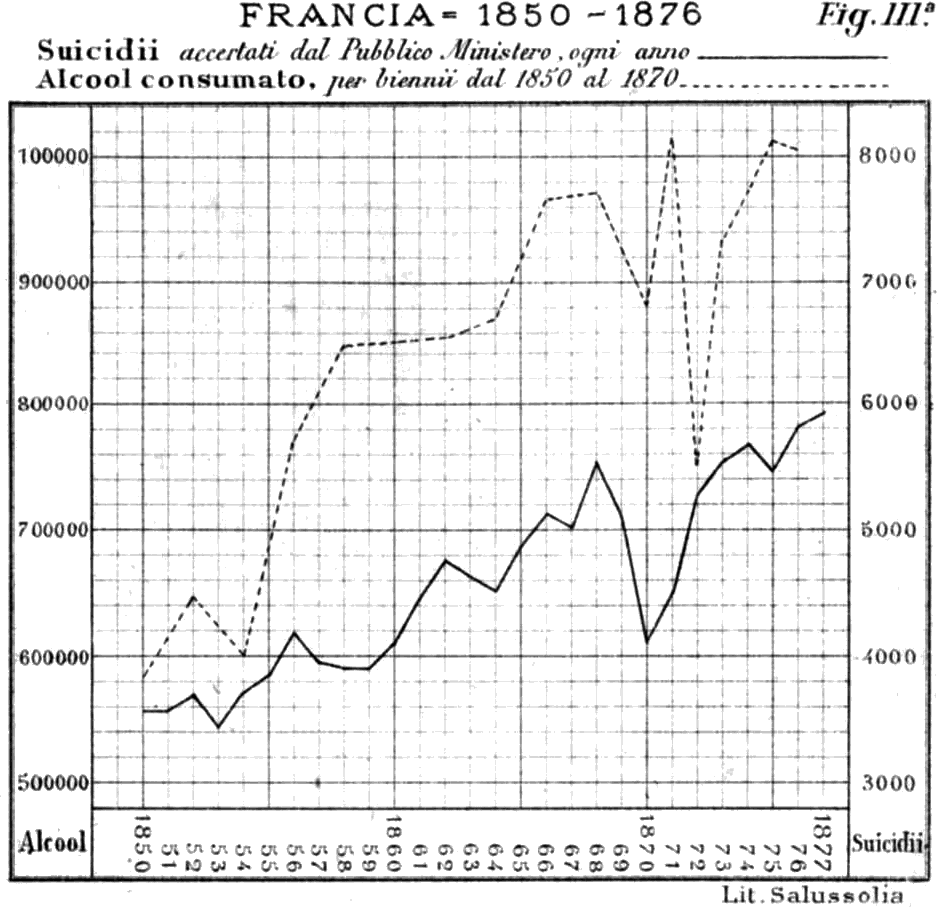 FRANCIA = 1850 – 1876
Fig. III.ª
Suicidii accertati dal Pubblico Ministero, ogni anno
Alcool consumato, per biennii dal 1850 al 1870
100000 8000
900000 7000
800000 6000
700000 5000
600000 4000
500000 3000
Alcool 1850 51 52 53 54 55 56 57 58 59 1860 61 62 63 64 65 66 67 68 69 1870 71 72 73 74 75 76 1877 Suicidii
Lit. Salussolia